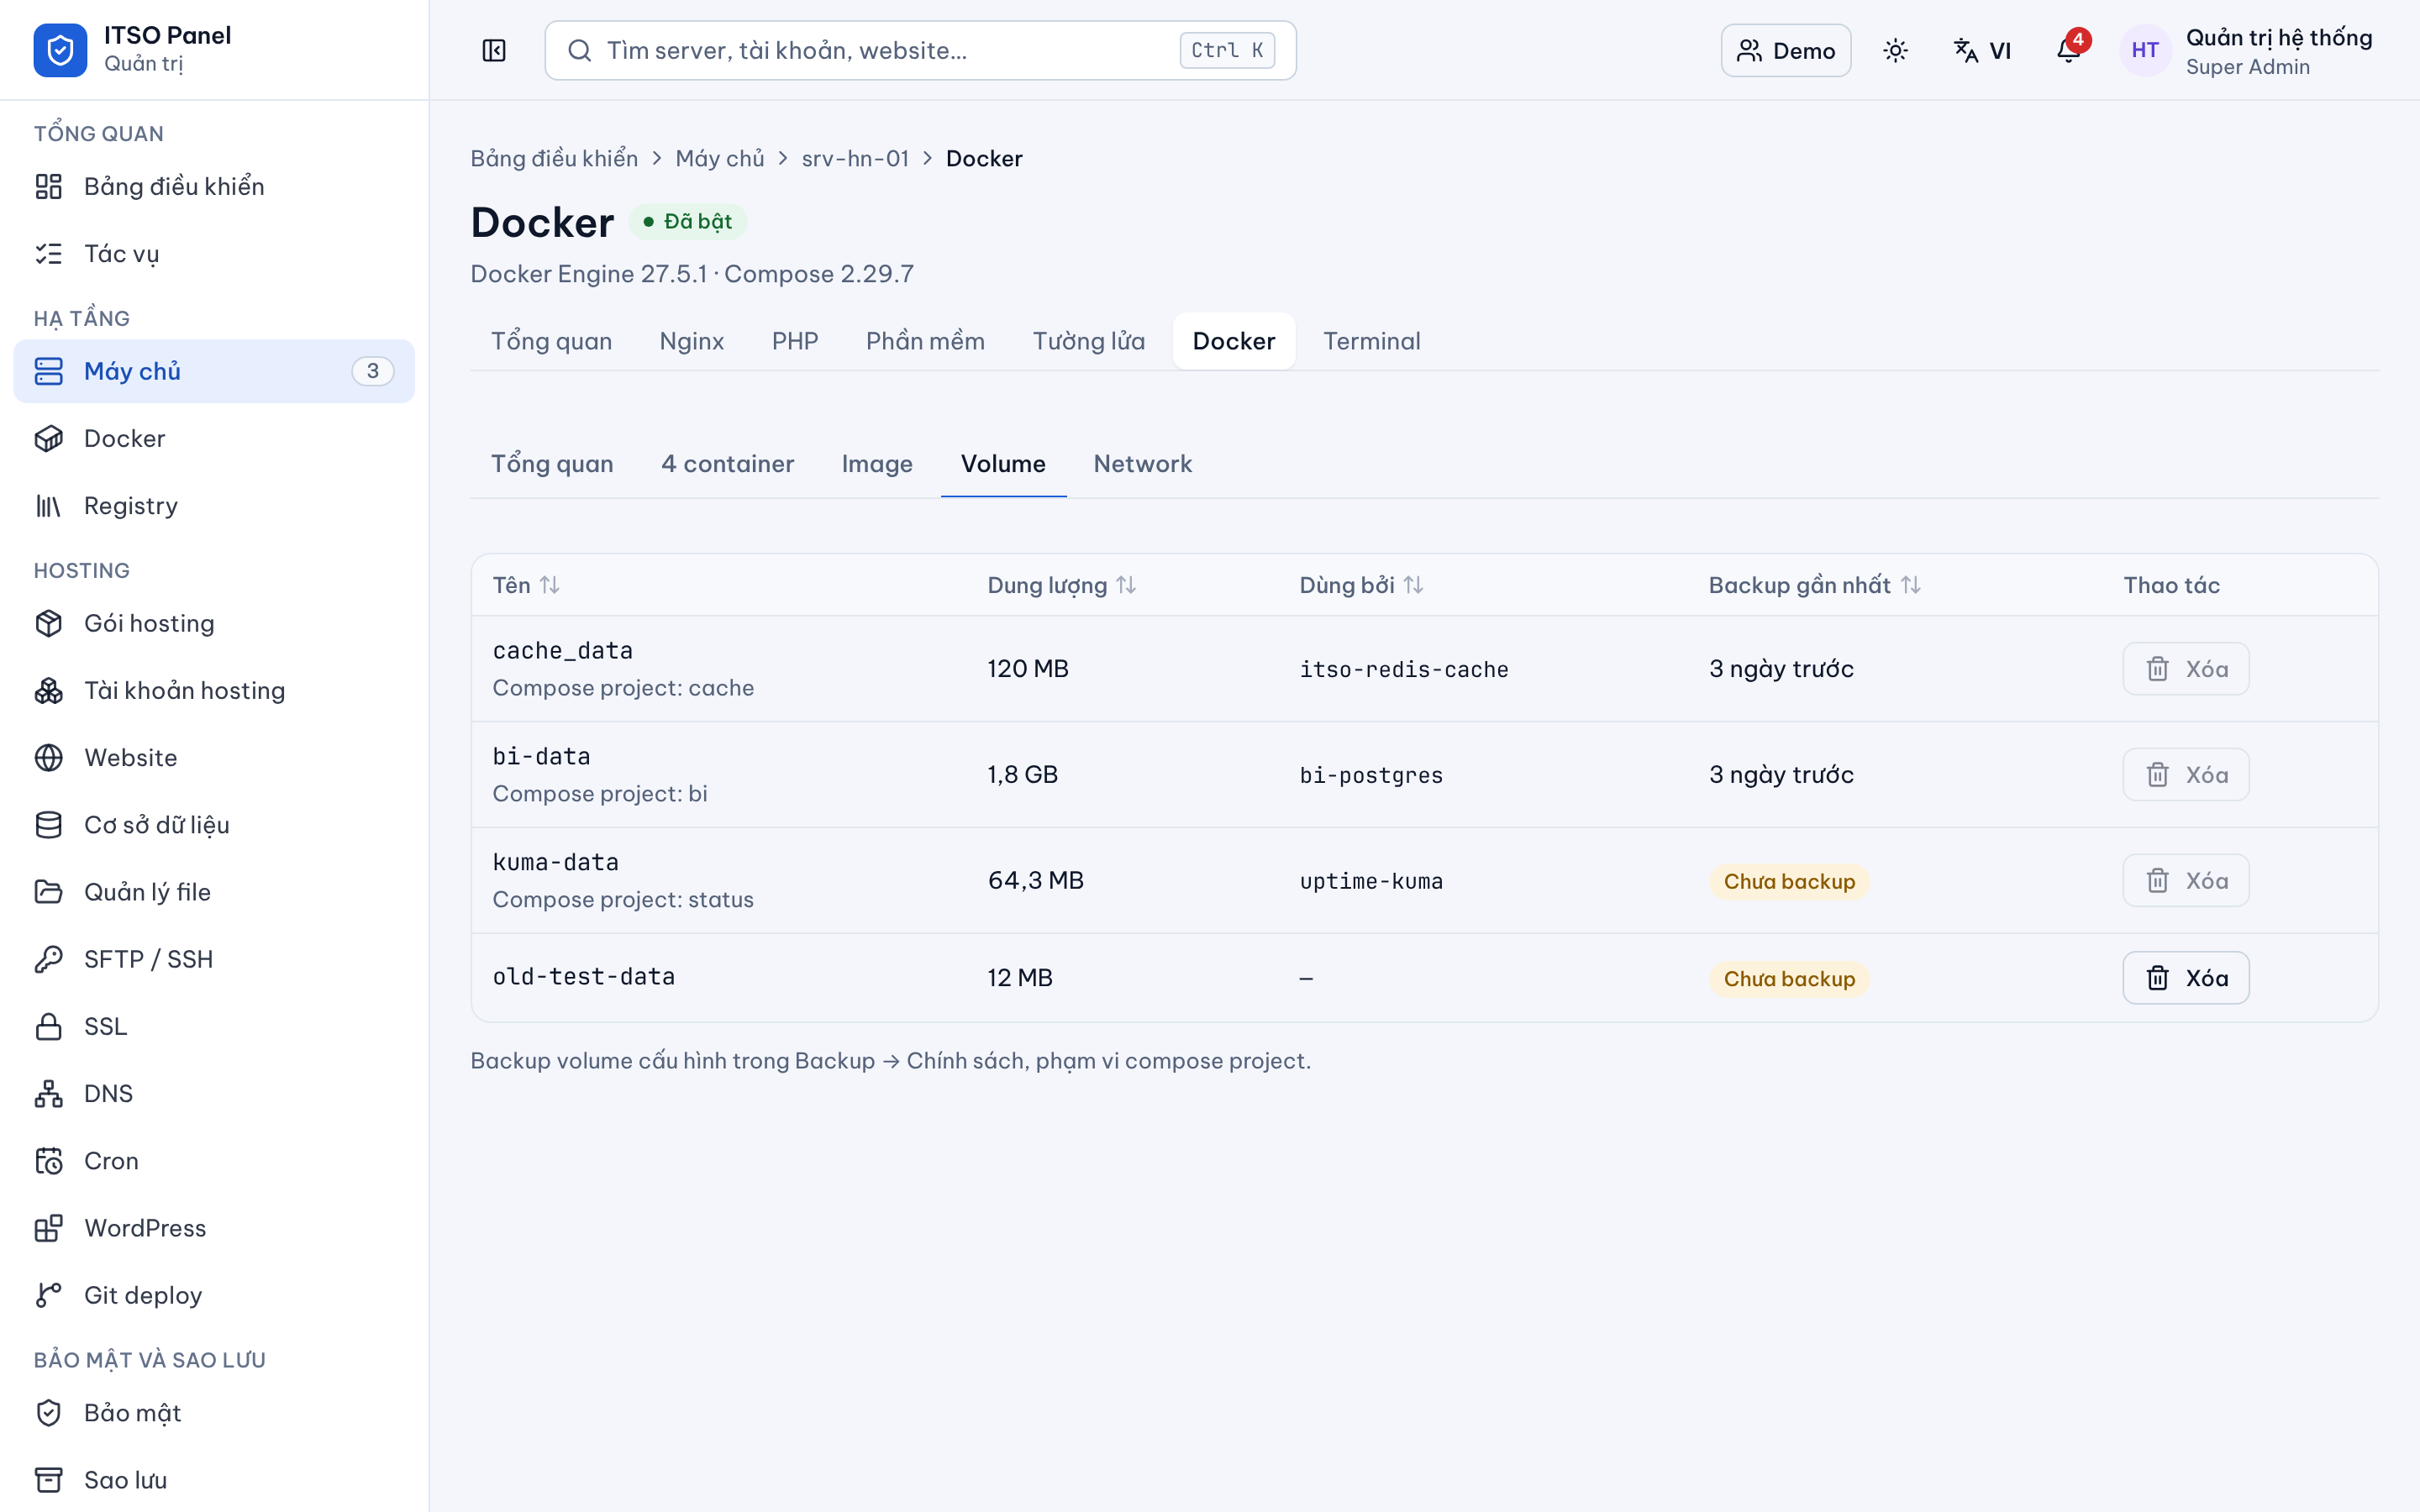 ITSO Panel
Quản trị
Tìm server, tài khoản, website...
Ctrl K
Demo
VI
4
HT
Quản trị hệ thống
Super Admin
TỔNG QUAN
Bảng điều khiển
Tác vụ
HẠ TẦNG
Máy chủ
3
Docker
Registry
HOSTING
Gói hosting
Tài khoản hosting
Website
Cơ sở dữ liệu
Quản lý file
SFTP / SSH
SSL
DNS
Cron
WordPress
Git deploy
BẢO MẬT VÀ SAO LƯU
Bảo mật
Sao lưu
Bảng điều khiển > Máy chủ > srv-hn-01 > Docker
Docker
Đã bật
Docker Engine 27.5.1 · Compose 2.29.7
Tổng quan Nginx PHP Phần mềm Tường lửa Docker Terminal
Tổng quan 4 container Image Volume Network
Tên Dung lượng Dùng bởi Backup gần nhất Thao tác
cache_data
Compose project: cache
120 MB
itso-redis-cache
3 ngày trước
Xóa
bi-data
Compose project: bi
1,8 GB
bi-postgres
3 ngày trước
Xóa
kuma-data
Compose project: status
64,3 MB
uptime-kuma
Chưa backup
Xóa
old-test-data
12 MB
—
Chưa backup
Xóa
Backup volume cấu hình trong Backup → Chính sách, phạm vi compose project.